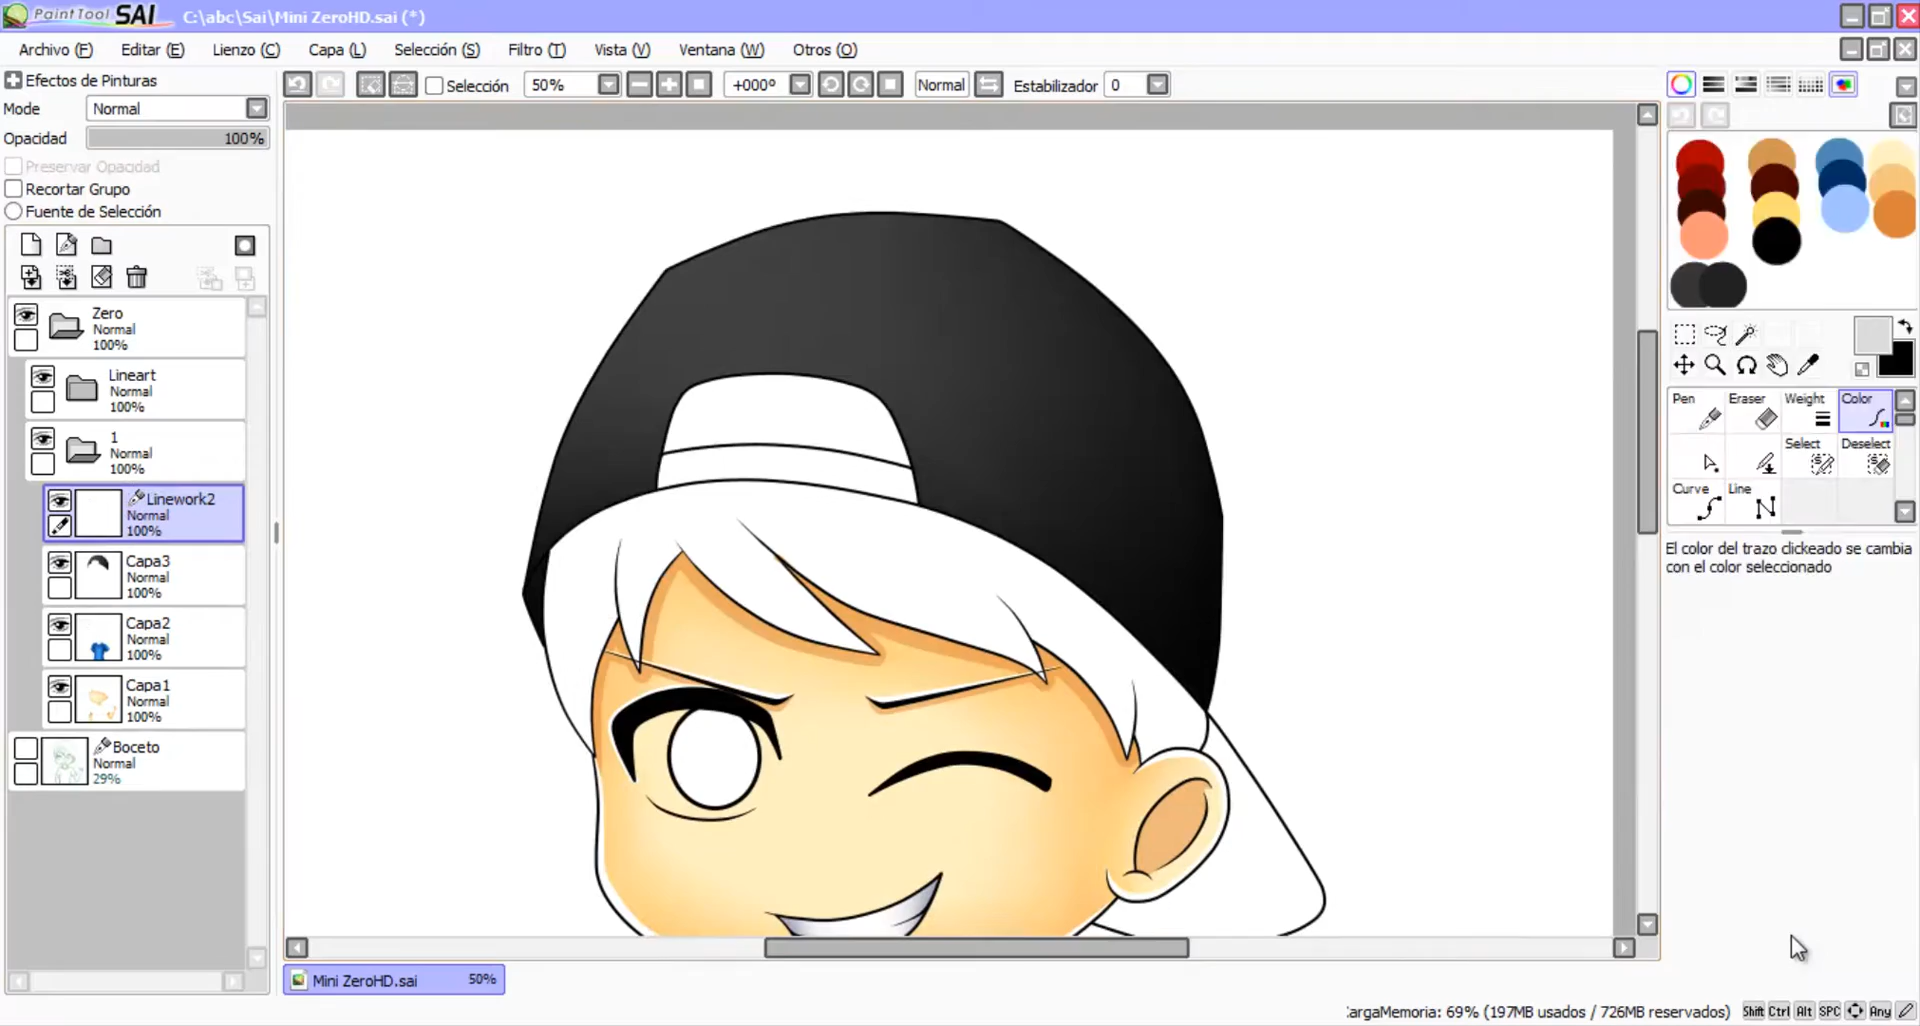 PaintTool SAI C:\abc\Sai\Mini ZeroHD.sai (*)
Archivo (F) Editar (E) Lienzo (C) Capa (L) Selección (S) Filtro (T) Vista (V) Ventana (W) Otros (O)
Efectos de Pinturas
Selección 50% +000º Normal Estabilizador 0
Mode Normal
Opacidad 100%
Preservar Opacidad
Recortar Grupo
Fuente de Selección
Zero
Normal
100%
Lineart
Normal
100%
1
Normal
100%
Linework2
Normal
100%
Capa3
Normal
100%
Capa2
Normal
100%
Capa1
Normal
100%
Boceto
Normal
29%
Pen Eraser Weight Color
Select Deselect
Curve Line
El color del trazo clickeado se cambia
con el color seleccionado
Mini ZeroHD.sai 50%
CargaMemoria: 69% (197MB usados / 726MB reservados) Shift Ctrl Alt SPC Any